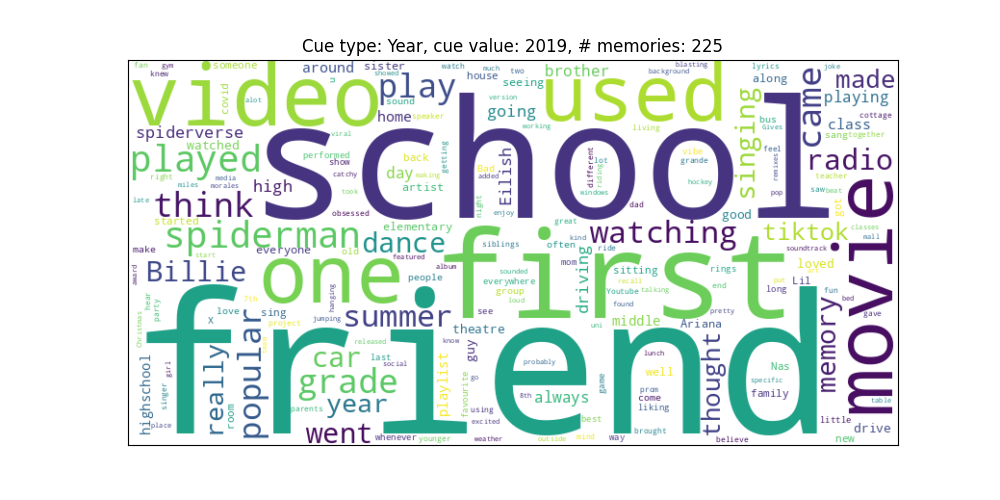 Cue type: Year, cue value: 2019, # memories: 225
fan gym someone around sister watch much two blasting lyrics joke
knew showed background
video play house seeing brother used along came made
covid alot sound version going playing
spiderverse home speaker working living bus Gives class cottage
watched viral school sang together
played performed show back getting Bad Eilish different lot vibe grande singing feel radio
right miles media day catchy making added riding windows hockey remixes teacher
morales high artist took pop saw beat
late think obsessed night enjoy dad good got
started spiderman elementary great watching tiktok classes
make everyone old dance siblings often kind ride soundtrack mall movie
start featured mom driving
award Billie one album people sounded first sitting rings loved
everywhere Youtube recall talking end put set Lil fun bed
hear party 7th hanging group loud found long gave
Christmas love X sing project jumping summer see pretty
theatre uni middle Ariana memory
friend released know guy
highschool really popular car last social probably lunch thought Nas
girl grade playlist go game well specific
singer room parents year favourite 8th always prom come family
place using liking table
excited best little
went whenever younger weather outside mind way brought believe new drive